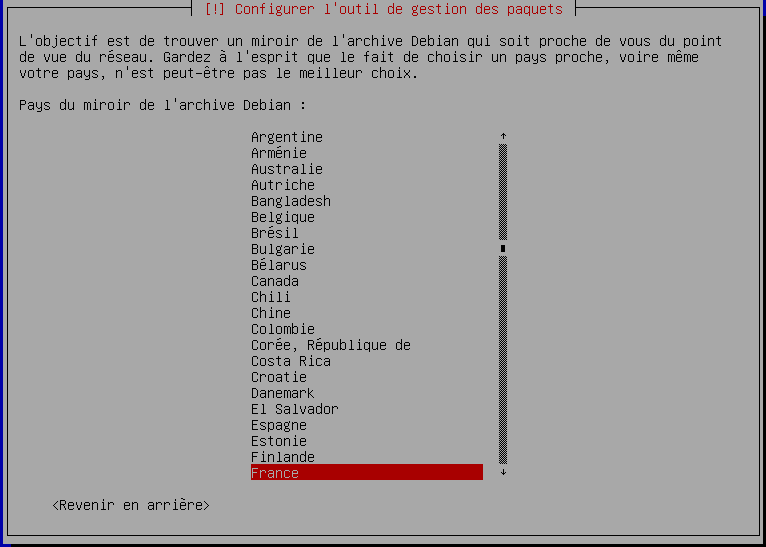 [!] Configurer l'outil de gestion des paquets
L'objectif est de trouver un miroir de l'archive Debian qui soit proche de vous du point
de vue du réseau. Gardez à l'esprit que le fait de choisir un pays proche, voire même
votre pays, n'est peut-être pas le meilleur choix.
Pays du miroir de l'archive Debian :
Argentine
Arménie
Australie
Autriche
Bangladesh
Belgique
Brésil
Bulgarie
Bélarus
Canada
Chili
Chine
Colombie
Corée, République de
Costa Rica
Croatie
Danemark
El Salvador
Espagne
Estonie
Finlande
France
<Revenir en arrière>